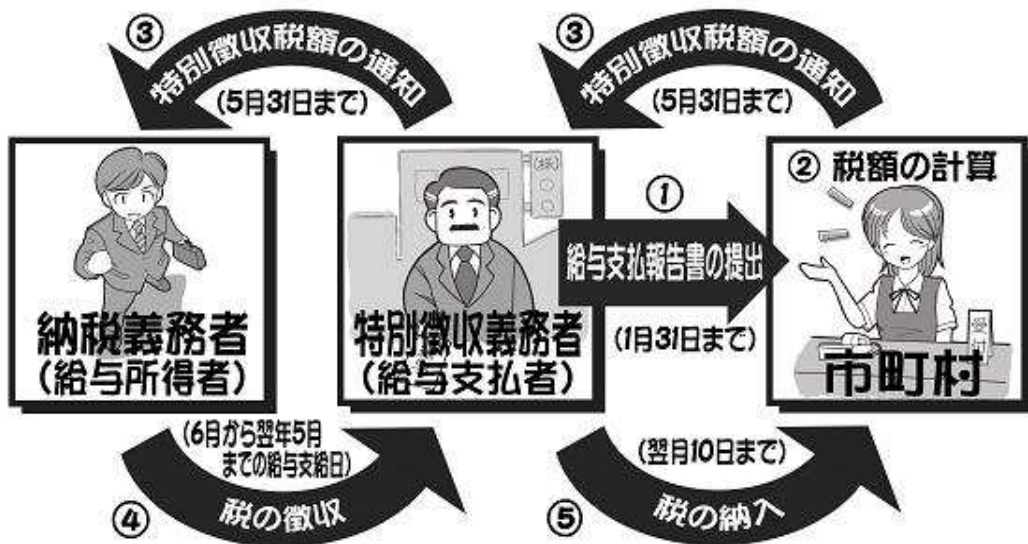 ③
特別徴収税額の通知
(5月31日まで)
③
特別徴収税額の通知
(5月31日まで)
納税義務者
(給与所得者)
(株)
○
○
特別徴収義務者
(給与支払者)
①
給与支払報告書の提出
(1月31日まで)
② 税額の計算
受付
市町村
(6月から翌年5月
までの給与支給日)
④
税の徴収
(翌月10日まで)
⑤
税の納入